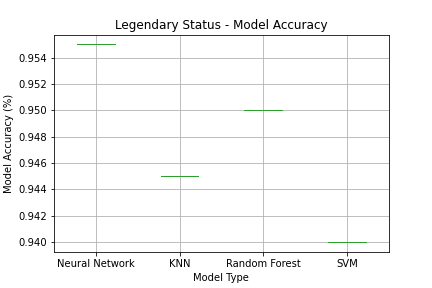 Legendary Status - Model Accuracy
Model Accuracy (%)
0.954
0.952
0.950
0.948
0.946
0.944
0.942
0.940
Neural Network KNN Random Forest SVM
Model Type